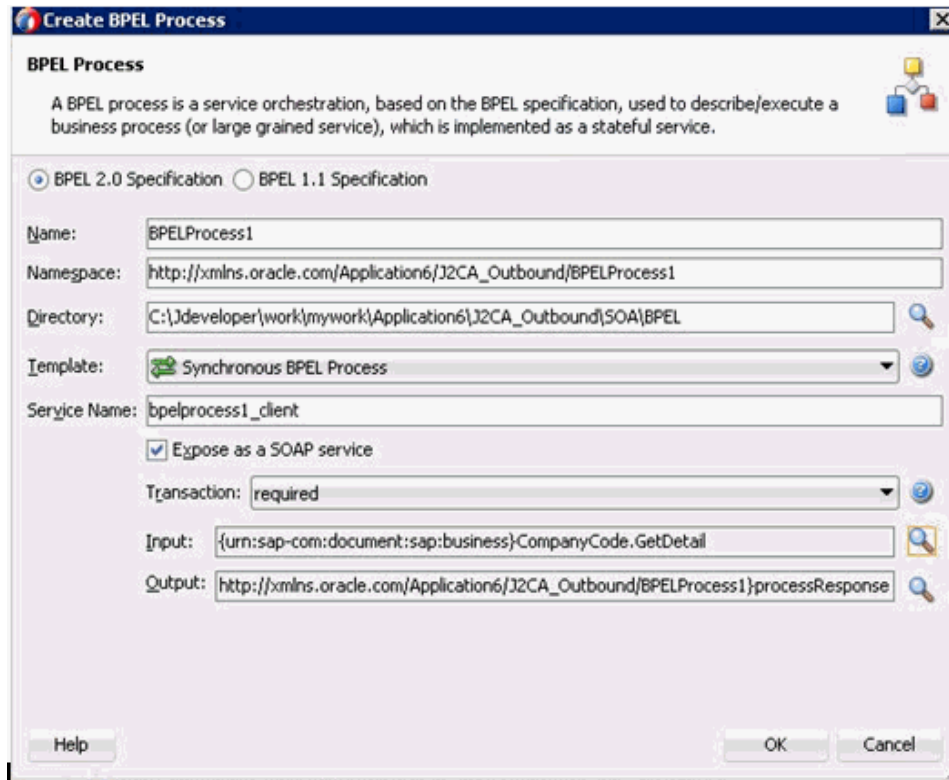 Create BPEL Process
BPEL Process
A BPEL process is a service orchestration, based on the BPEL specification, used to describe/execute a
business process (or large grained service), which is implemented as a stateful service.
BPEL 2.0 Specification BPEL 1.1 Specification
Name: BPELProcess1
Namespace: http://xmlns.oracle.com/Application6/J2CA_Outbound/BPELProcess1
Directory: C:\Jdeveloper\work\mywork\Application6\J2CA_Outbound\SOA\BPEL
Template: Synchronous BPEL Process
Service Name: bpelprocess1_client
Expose as a SOAP service
Transaction: required
Input: {urn:sap-com:document:sap:business}CompanyCode.GetDetail
Output: http://xmlns.oracle.com/Application6/J2CA_Outbound/BPELProcess1}processResponse
Help OK Cancel